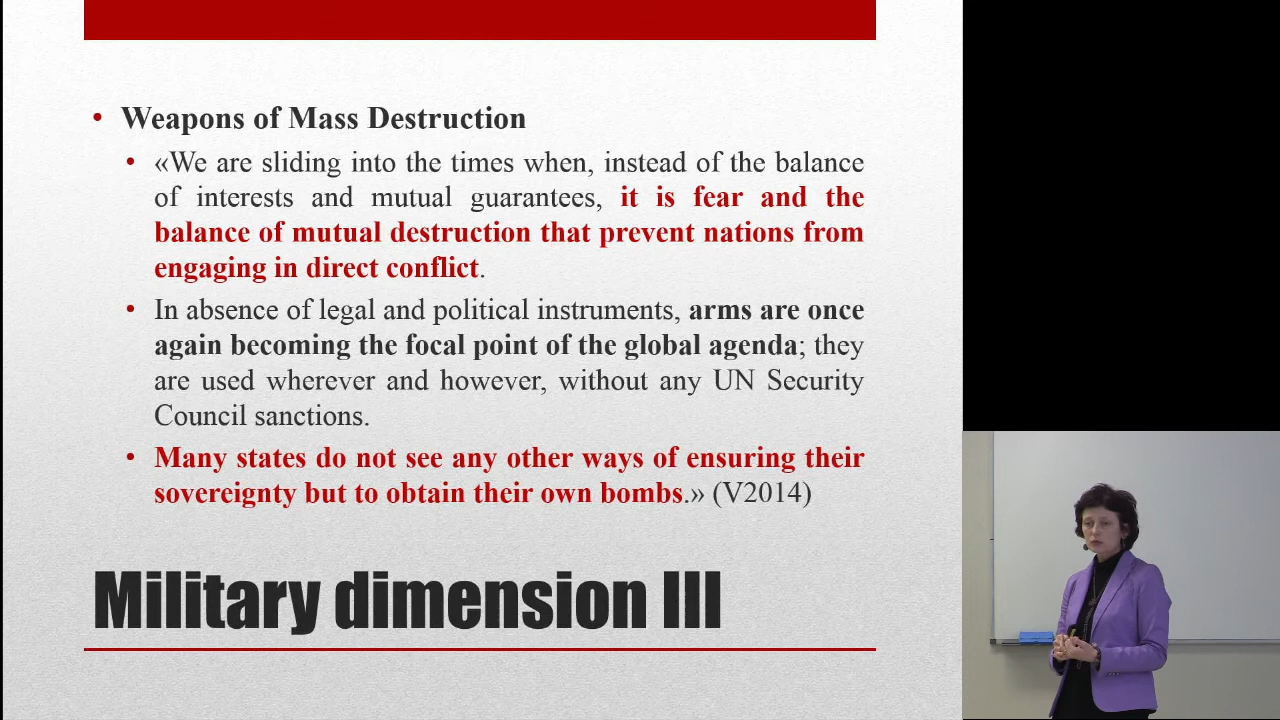 Weapons of Mass Destruction
«We are sliding into the times when, instead of the balance
of interests and mutual guarantees, it is fear and the
balance of mutual destruction that prevent nations from
engaging in direct conflict.
In absence of legal and political instruments, arms are once
again becoming the focal point of the global agenda; they
are used wherever and however, without any UN Security
Council sanctions.
Many states do not see any other ways of ensuring their
sovereignty but to obtain their own bombs.» (V2014)
Military dimension III